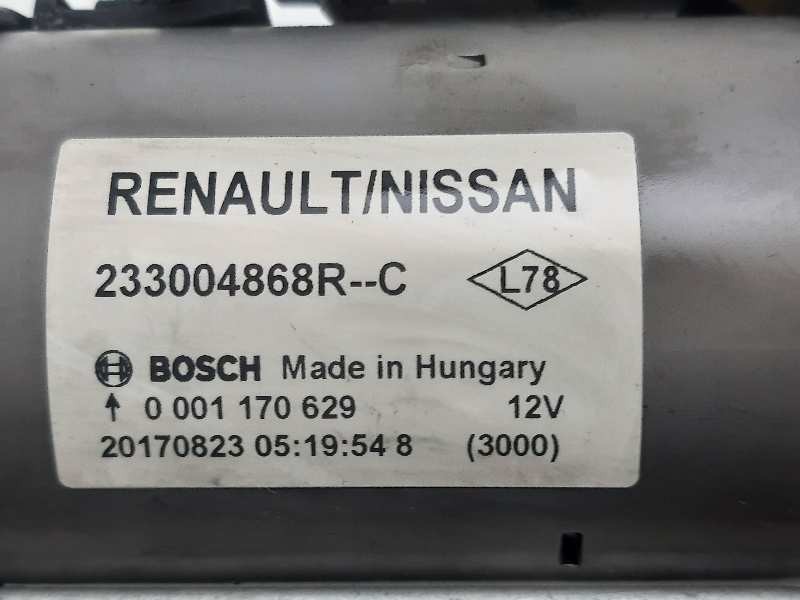 RENAULT/NISSAN
233004868R--C L78
BOSCH Made in Hungary
0 001 170 629 12V
20170823 05:19:54 8 (3000)